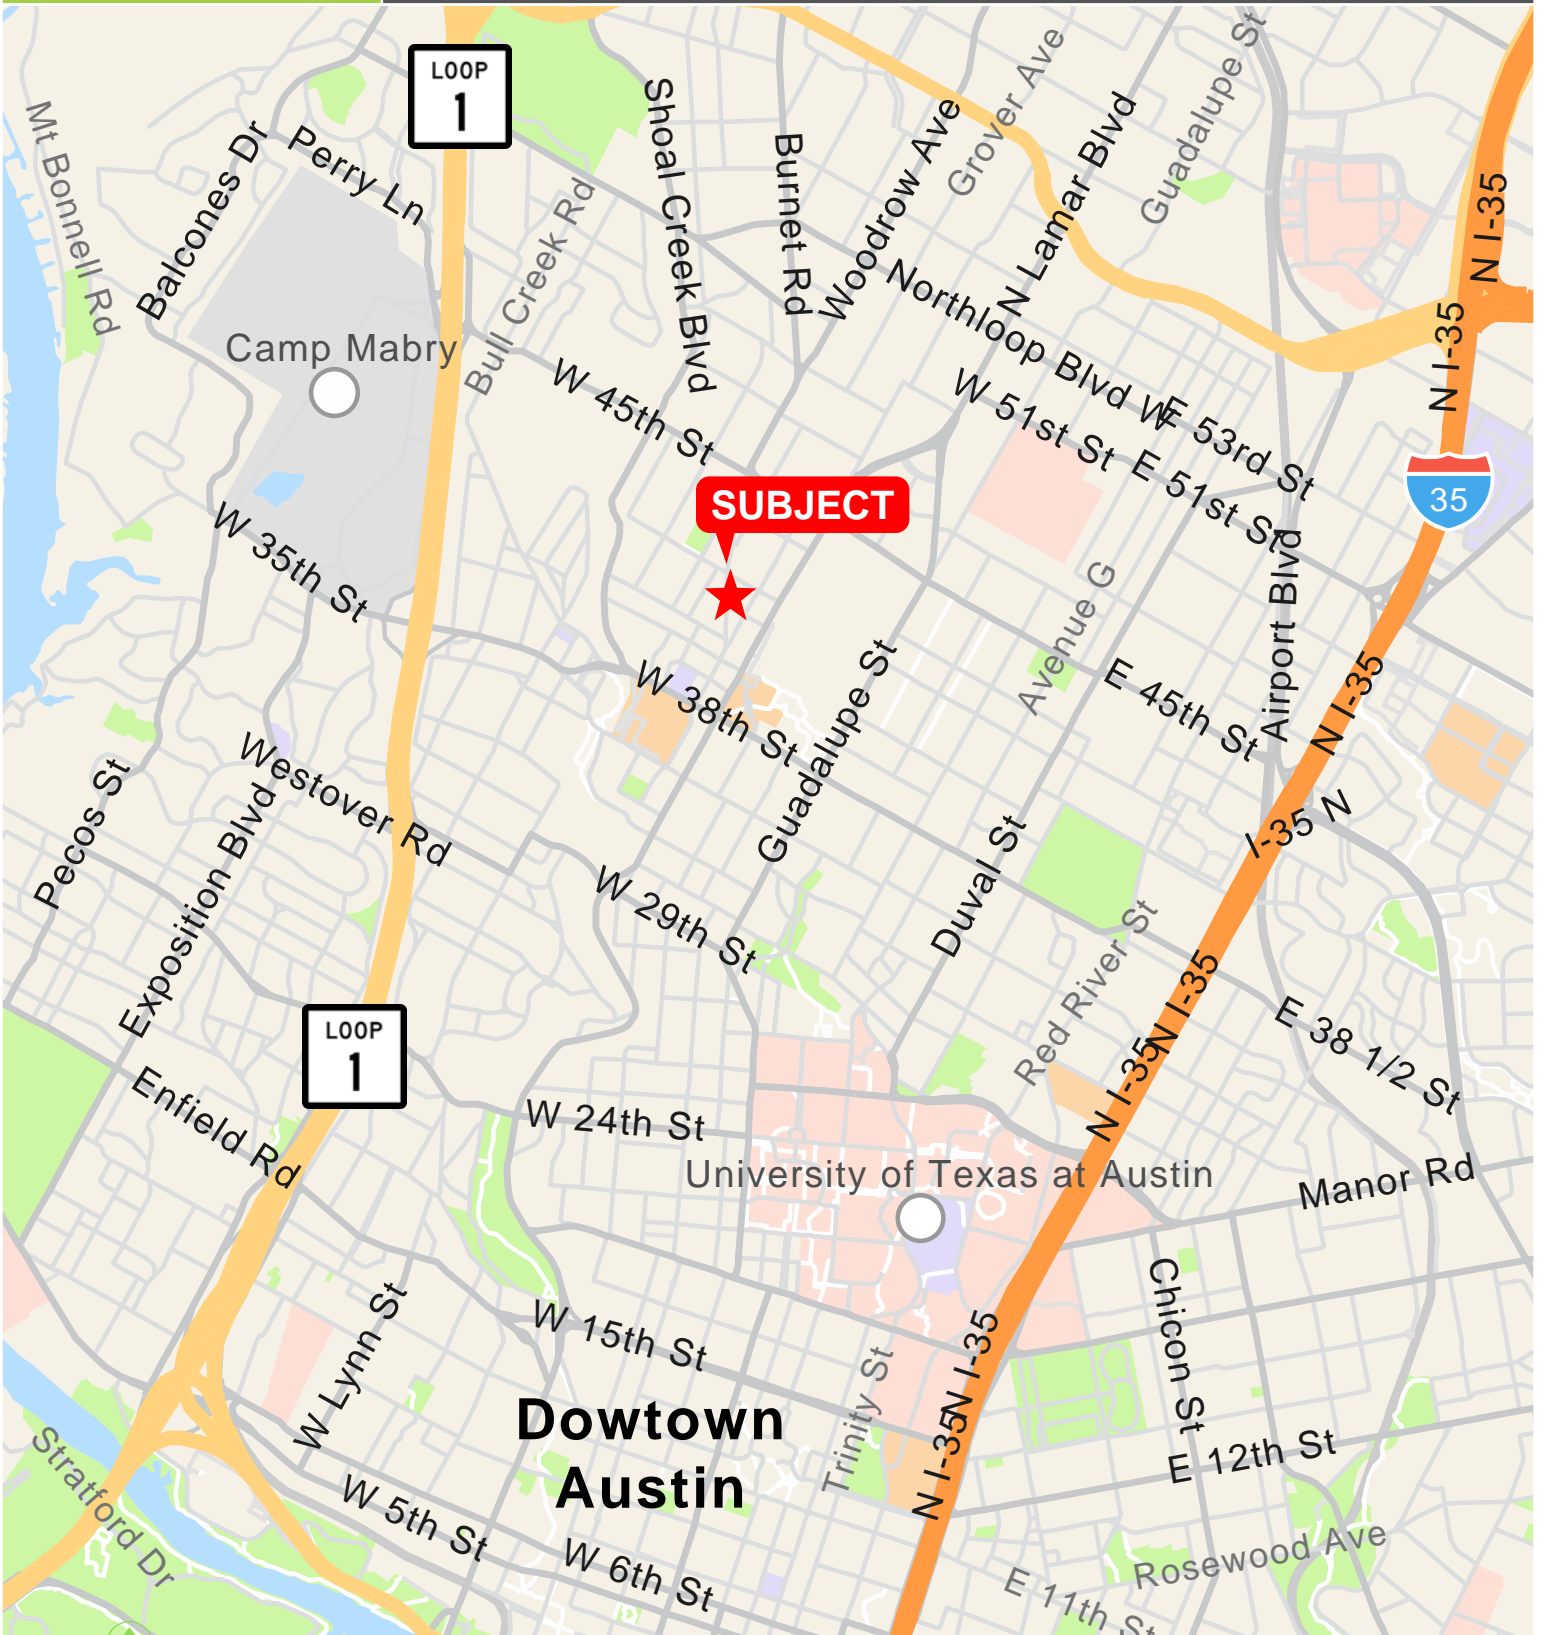 LOOP
1
Mt Bonnell Rd
Balcones Dr
Perry Ln
Shoal Creek Blvd
Burnet Rd
Woodrow Ave
Grover Ave
N Lamar Blvd
Guadalupe St
N I-35
Bull Creek Rd
Northloop Blvd W
N I-35
Camp Mabry
W 45th St
W 51st St
E 53rd St
E 51st St
35
SUBJECT
W 35th St
Avenue G
Airport Blvd
W 38th St
Guadalupe St
E 45th St
N I-35
Westover Rd
Pecos St
Exposition Blvd
I-35 N
W 29th St
Duval St
Red River St
N I-35
E 38 1/2 St
LOOP
1
Enfield Rd
W 24th St
N I-35
University of Texas at Austin
Manor Rd
Chicon St
W Lynn St
W 15th St
Trinity St
N I-35
Dowtown
Austin
N I-35
E 12th St
Stratford Dr
W 5th St
W 6th St
Rosewood Ave
E 11th St